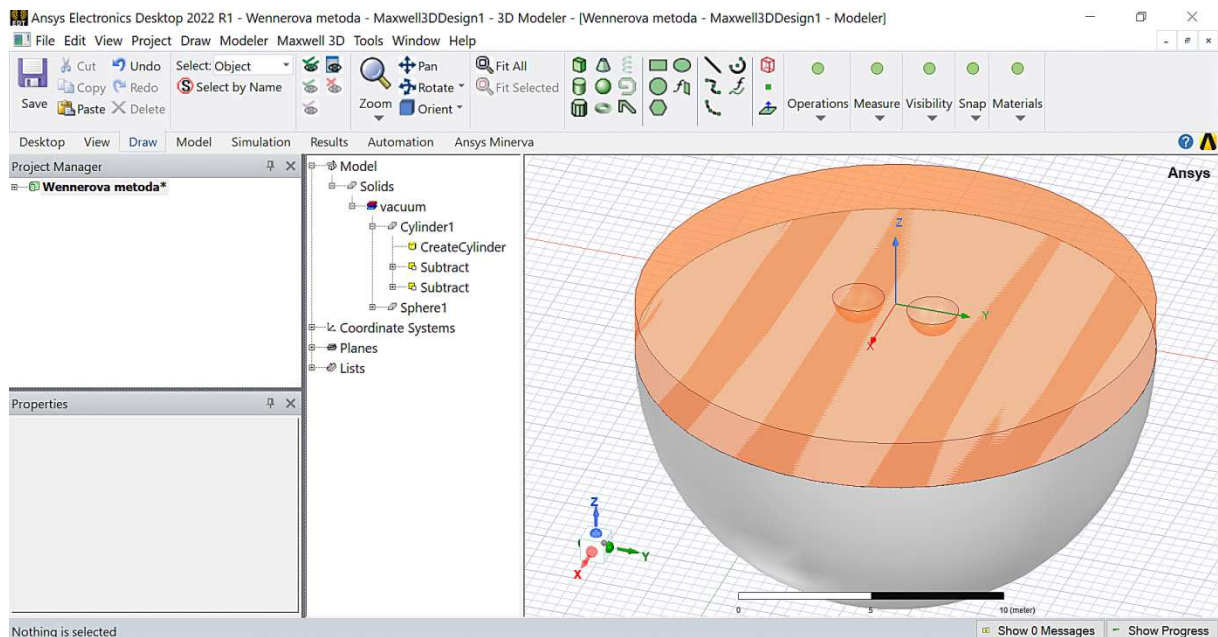 Ansys Electronics Desktop 2022 R1 - Wennerova metoda - Maxwell3DDesign1 - 3D Modeler - [Wennerova metoda - Maxwell3DDesign1 - Modeler]
File Edit View Project Draw Modeler Maxwell 3D Tools Window Help
Save
Cut
Copy
Paste
Undo
Redo
Delete
Select: Object
Select by Name
Zoom
Pan
Rotate
Orient
Fit All
Fit Selected
Operations Measure Visibility Snap Materials
Desktop View Draw Model Simulation Results Automation Ansys Minerva
Project Manager
Wennerova metoda*
Properties
Model
Solids
vacuum
Cylinder1
CreateCylinder
Subtract
Subtract
Sphere1
Coordinate Systems
Planes
Lists
Ansys
Z
Y
X
Z
Y
X
0 5 10 (meter)
Nothing is selected
Show 0 Messages Show Progress